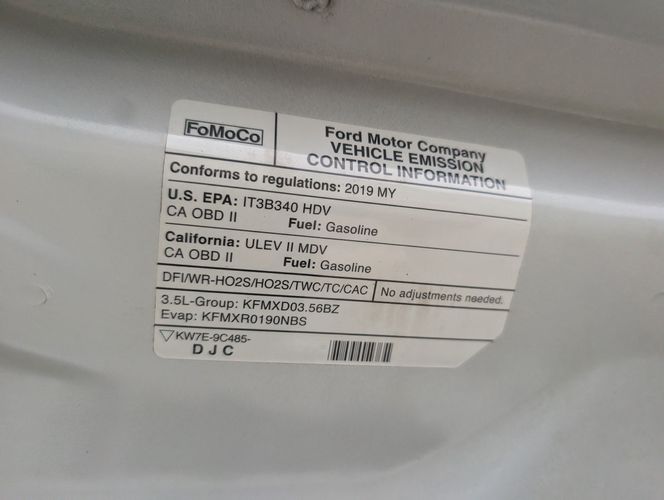 FoMoCo
Ford Motor Company
VEHICLE EMISSION
CONTROL INFORMATION
Conforms to regulations: 2019 MY
U.S. EPA: IT3B340 HDV
CA OBD II Fuel: Gasoline
California: ULEV II MDV
CA OBD II Fuel: Gasoline
DFI/WR-HO2S/HO2S/TWC/TC/CAC No adjustments needed.
3.5L-Group: KFMXD03.56BZ
Evap: KFMXR0190NBS
KW7E-9C485-
D J C